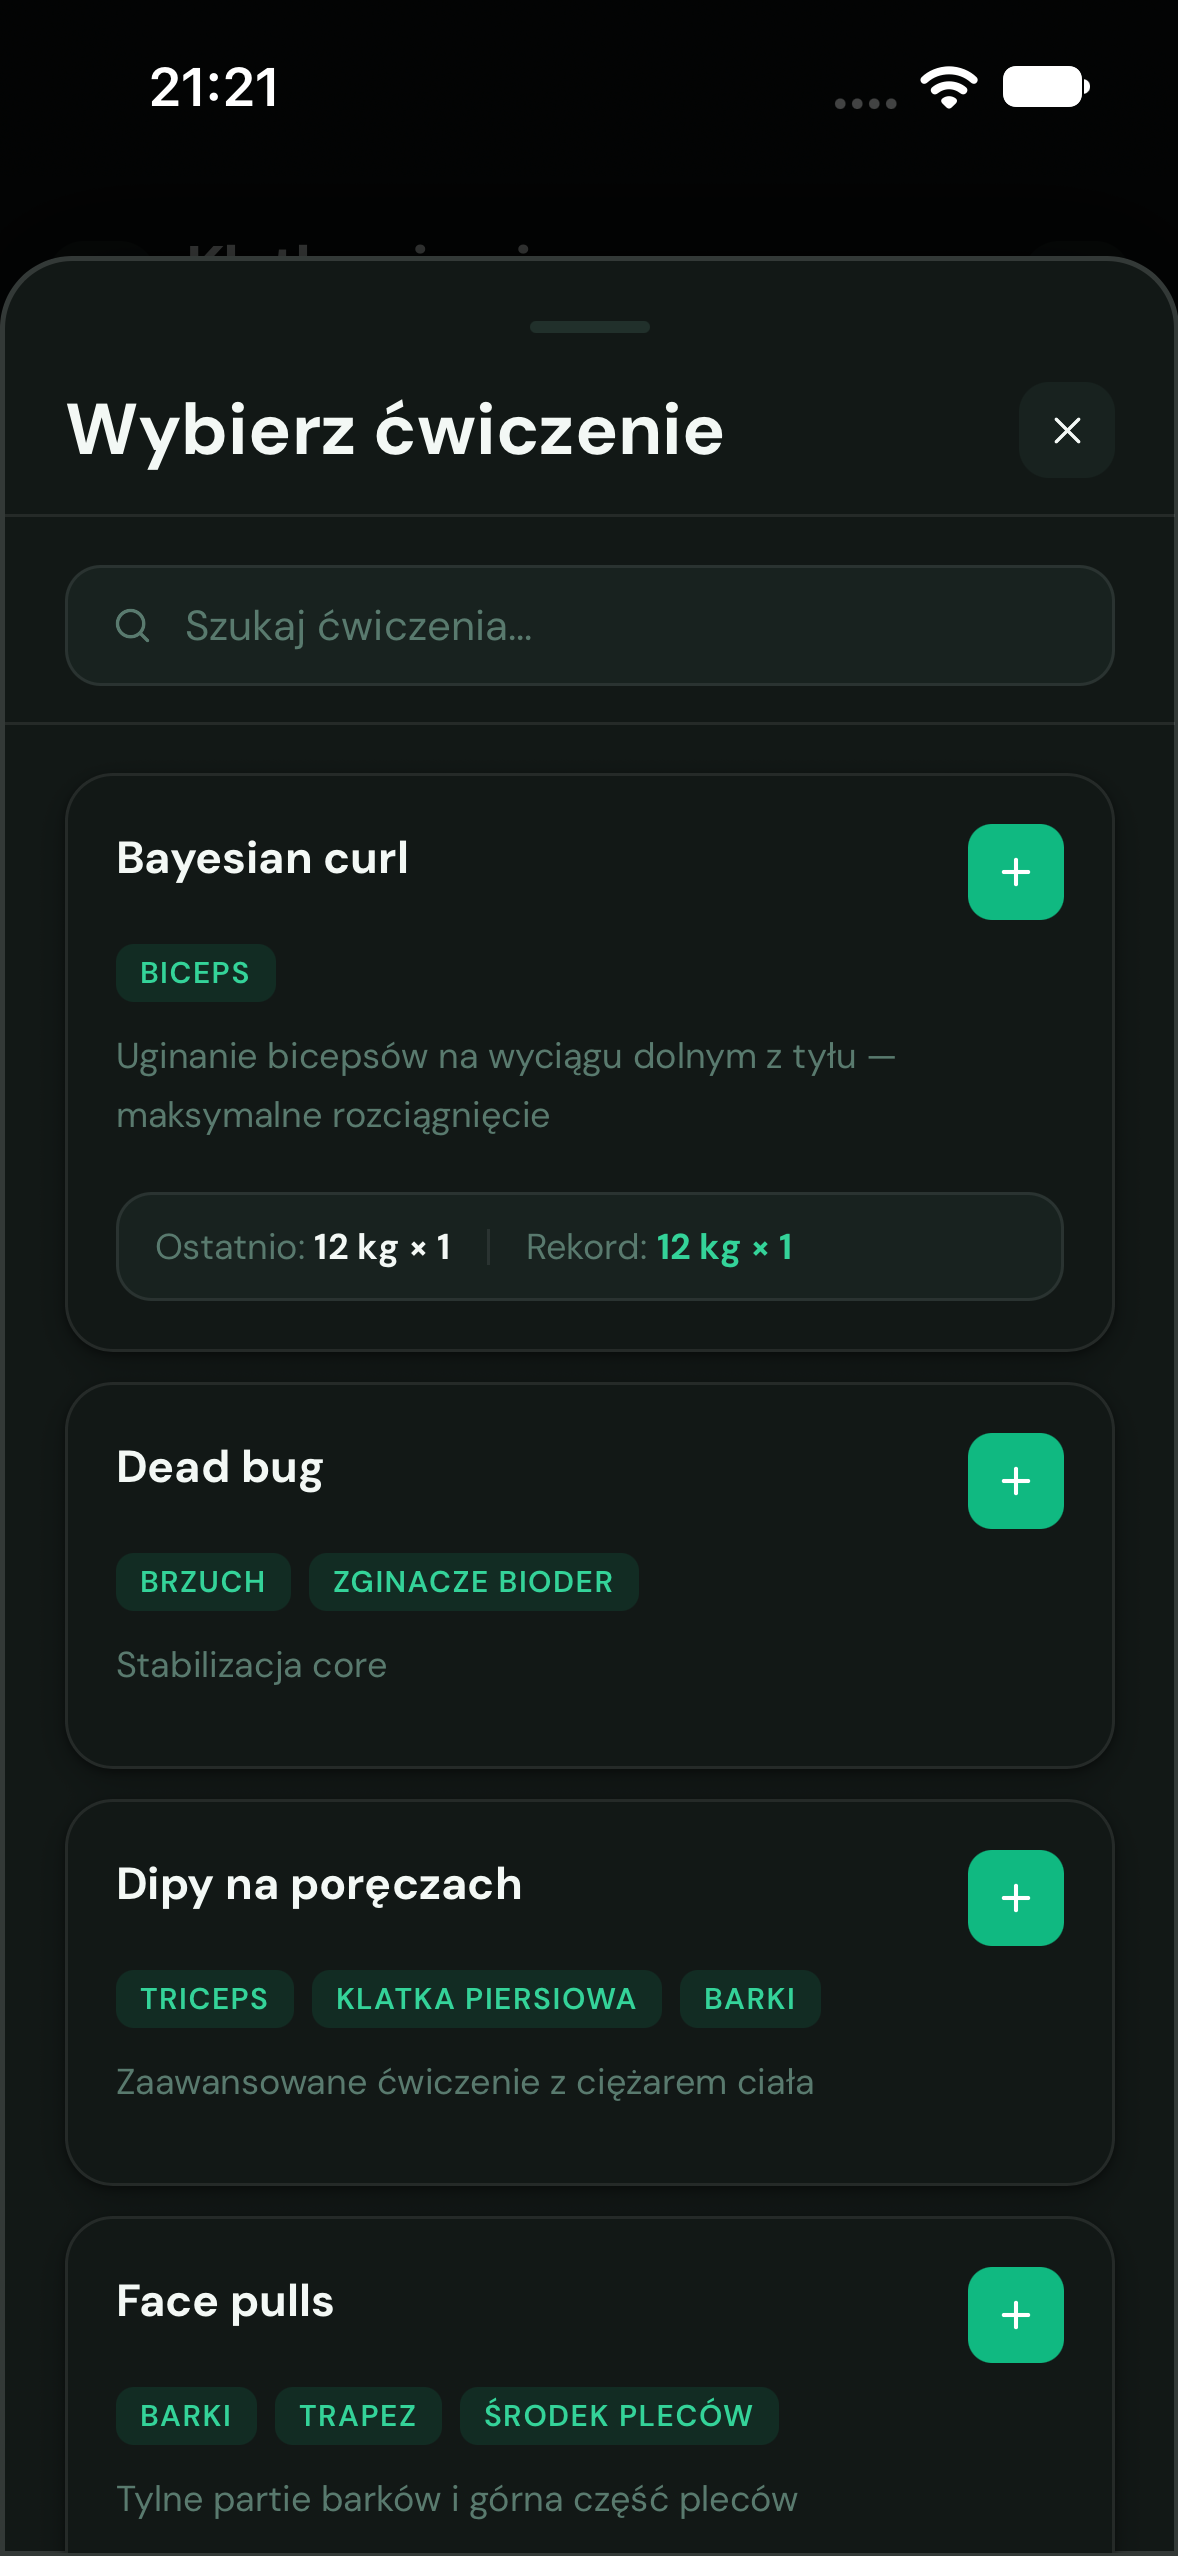 21:21
Wybierz ćwiczenie
Szukaj ćwiczenia...
Bayesian curl
BICEPS
Uginanie bicepsów na wyciągu dolnym z tyłu —
maksymalne rozciągnięcie
Ostatnio: 12 kg × 1 Rekord: 12 kg × 1
Dead bug
BRZUCH ZGINACZE BIODER
Stabilizacja core
Dipy na poręczach
TRICEPS KLATKA PIERSIOWA BARKI
Zaawansowane ćwiczenie z ciężarem ciała
Face pulls
BARKI TRAPEZ ŚRODEK PLECÓW
Tylne partie barków i górna część pleców